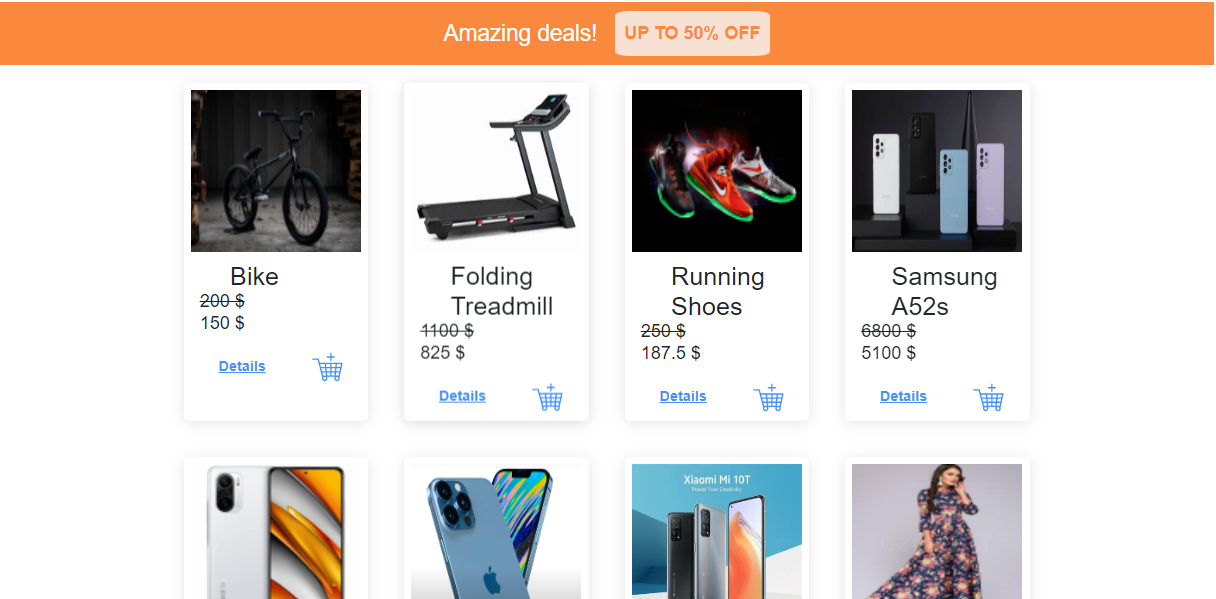 Amazing deals! UP TO 50% OFF
Bike
200 $
150 $
Details
Folding
Treadmill
1100 $
825 $
Details
Running
Shoes
250 $
187.5 $
Details
Samsung
A52s
6800 $
5100 $
Details
Xiaomi Mi 10T
Power Your Creativity